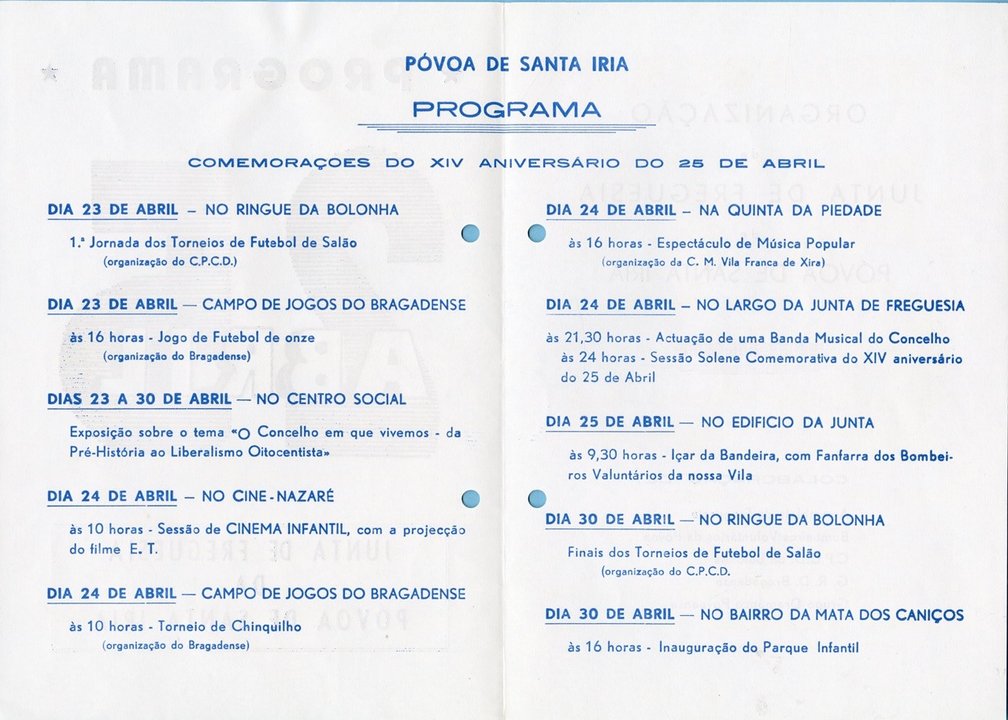 PÓVOA DE SANTA IRIA
PROGRAMA
COMEMORAÇOES DO XIV ANIVERSÁRIO DO 25 DE ABRIL
DIA 23 DE ABRIL – NO RINGUE DA BOLONHA
1.ª Jornada dos Torneios de Futebol de Salão
(organização do C.P.C.D.)
DIA 23 DE ABRIL — CAMPO DE JOGOS DO BRAGADENSE
às 16 horas - Jogo de Futebol de onze
(organização do Bragadense)
DIAS 23 A 30 DE ABRIL — NO CENTRO SOCIAL
Exposição sobre o tema «O Concelho em que vivemos - da
Pré-História ao Liberalismo Oitocentista»
DIA 24 DE ABRIL – NO CINE-NAZARÉ
às 10 horas - Sessão de CINEMA INFANTIL, com a projecção
do filme E. T.
DIA 24 DE ABRIL — CAMPO DE JOGOS DO BRAGADENSE
às 10 horas - Torneio de Chinquilho
(organização do Bragadense)
DIA 24 DE ABRIL – NA QUINTA DA PIEDADE
às 16 horas - Espectáculo de Música Popular
(organização da C. M. Vila Franca de Xira)
DIA 24 DE ABRIL – NO LARGO DA JUNTA DE FREGUESIA
às 21,30 horas - Actuação de uma Banda Musical do Concelho
às 24 horas - Sessão Solene Comemorativa do XIV aniversário
do 25 de Abril
DIA 25 DE ABRIL — NO EDIFICIO DA JUNTA
às 9,30 horas - Içar da Bandeira, com Fanfarra dos Bombei-
ros Valuntários da nossa Vila
DIA 30 DE ABRIL — NO RINGUE DA BOLONHA
Finais dos Torneios de Futebol de Salão
(organização do C.P.C.D.
DIA 30 DE ABRIL — NO BAIRRO DA MATA DOS CANIÇOS
às 16 horas - Inauguração do Parque Infantil